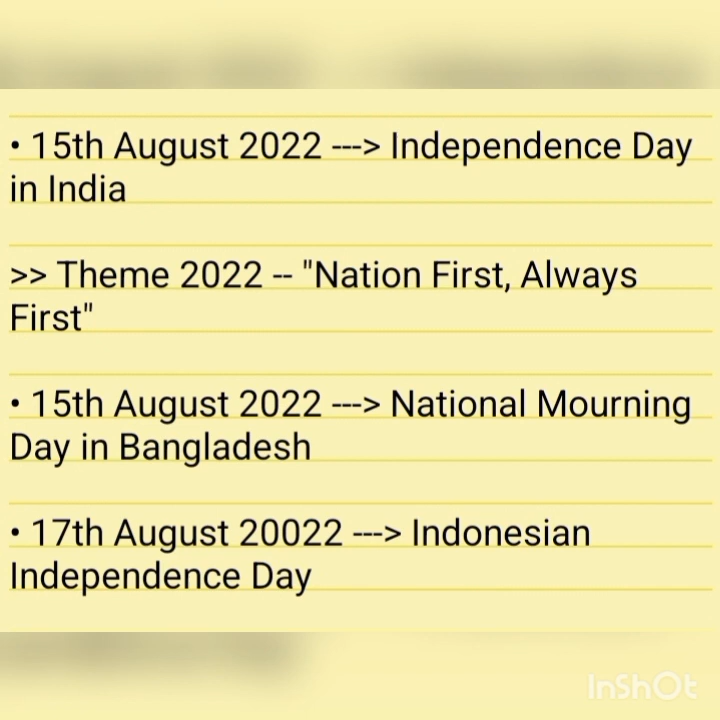 • 15th August 2022 ---> Independence Day
in India
>> Theme 2022 -- "Nation First, Always
First"
• 15th August 2022 ---> National Mourning
Day in Bangladesh
• 17th August 20022 ---> Indonesian
Independence Day
InShOt